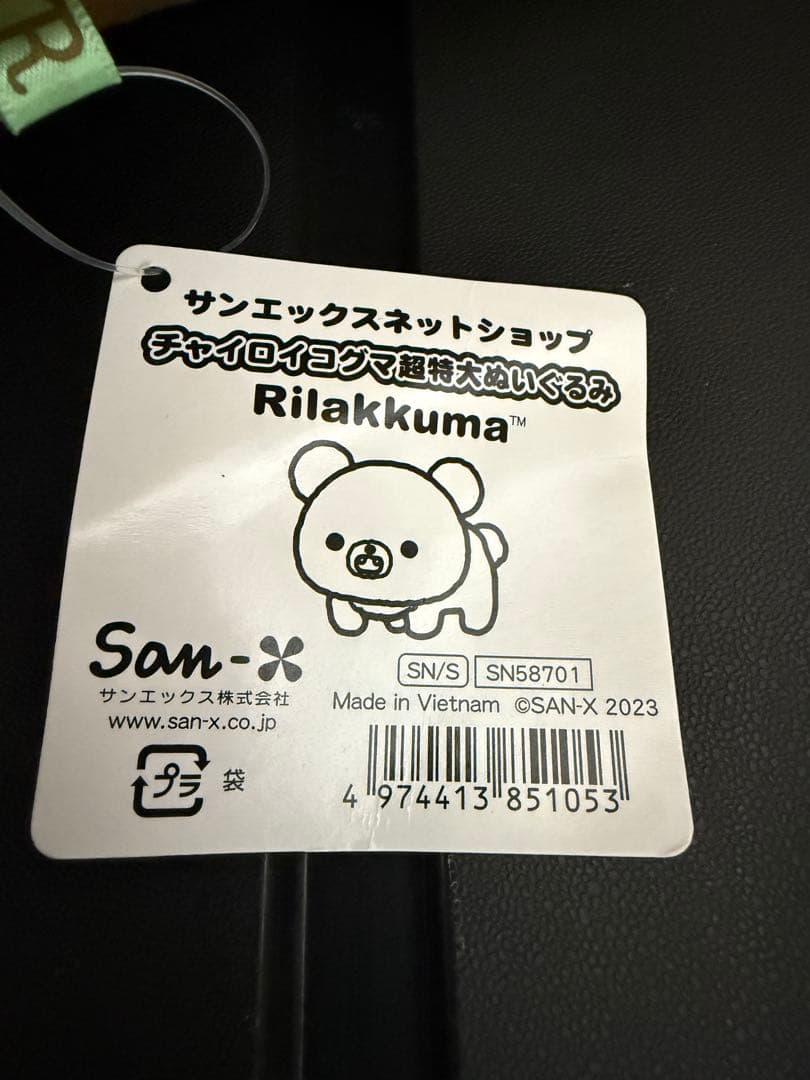 R
サンエックスネットショップ
チャイロイコグマ超特大ぬいぐるみ
Rilakkuma™
San-X
サンエックス株式会社
www.san-x.co.jp
SN/S SN58701
Made in Vietnam ©SAN-X 2023
プラ 袋
4 974413 851053